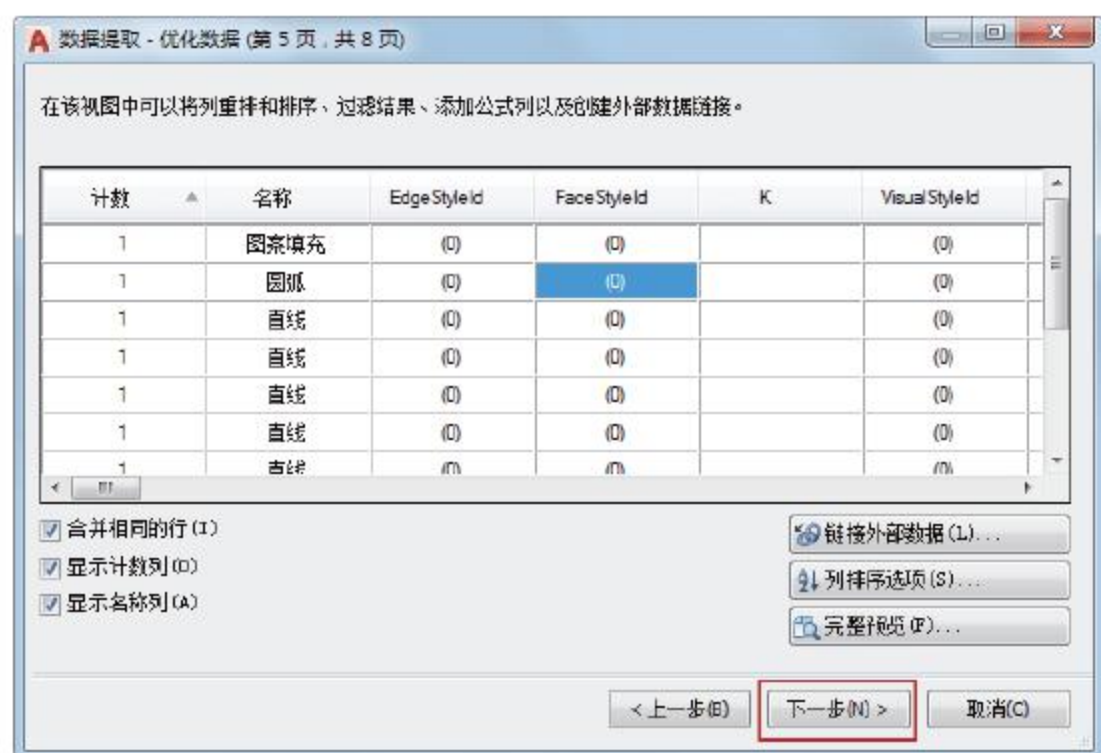 数据提取 - 优化数据 (第 5 页，共 8 页)
在该视图中可以将列重排和排序、过滤结果、添加公式列以及创建外部数据链接。
计数 名称 EdgeStyleId FaceStyleId K VisualStyleId
1 图案填充 (0) (0) (0)
1 圆弧 (0) (0) (0)
1 直线 (0) (0) (0)
1 直线 (0) (0) (0)
1 直线 (0) (0) (0)
1 直线 (0) (0) (0)
1 直线 (0) (0) (0)
合并相同的行(I)
显示计数列(O)
显示名称列(A)
链接外部数据(L)...
列排序选项(S)...
完整预览(F)...
<上一步(B)
下一步(N) >
取消(C)